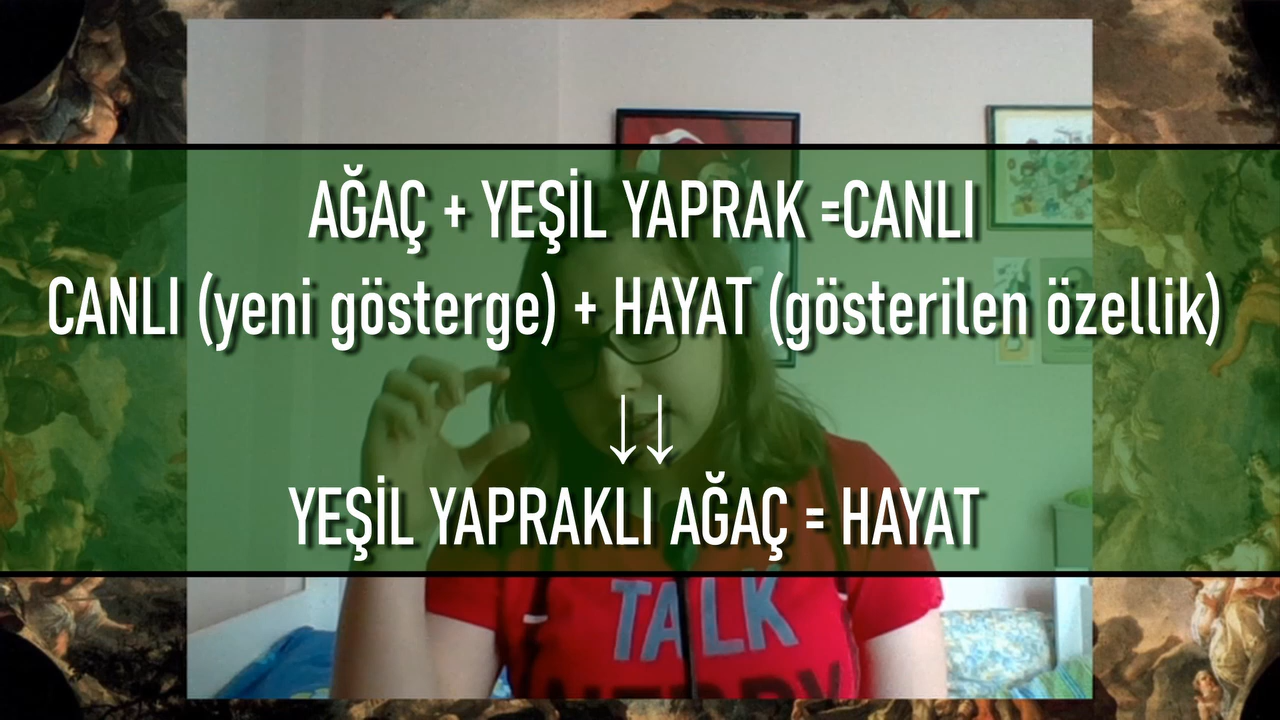 AĞAÇ + YEŞİL YAPRAK =CANLI
CANLI (yeni gösterge) + HAYAT (gösterilen özellik)
↓↓
YEŞİL YAPRAKLI AĞAÇ = HAYAT
TALK